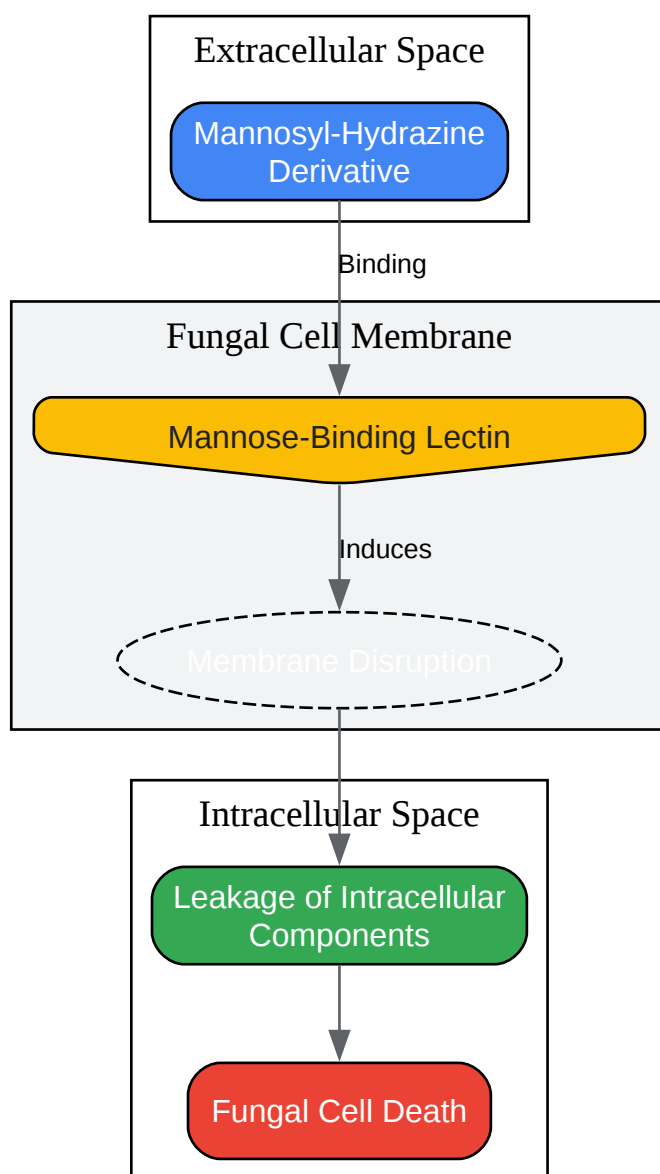 Extracellular Space
Mannosyl-Hydrazine
Derivative
Binding
Fungal Cell Membrane
Mannose-Binding Lectin
Induces
Membrane Disruption
Intracellular Space
Leakage of Intracellular
Components
Fungal Cell Death